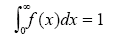 ∫₀^∞ f(x)dx = 1